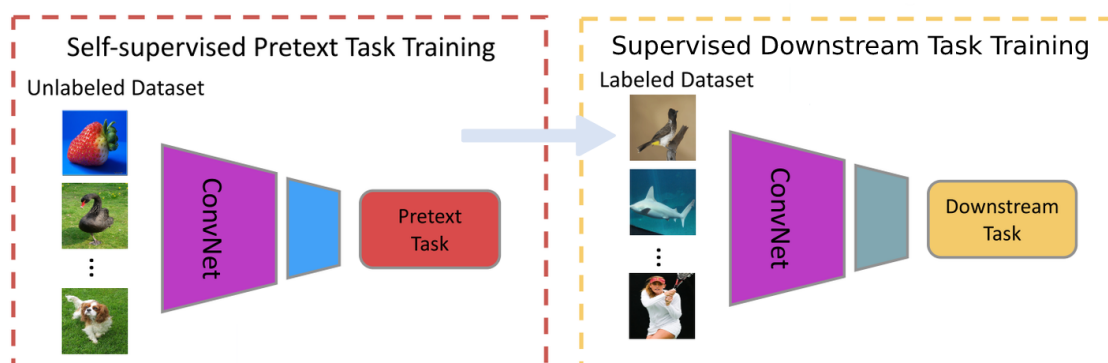 Self-supervised Pretext Task Training
Unlabeled Dataset
ConvNet
Pretext
Task
Supervised Downstream Task Training
Labeled Dataset
ConvNet
Downstream
Task